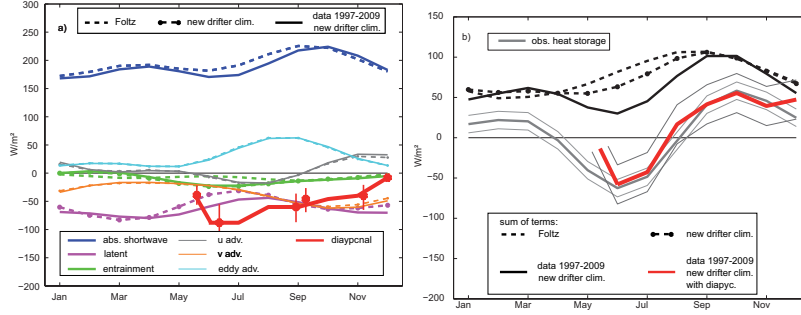 Foltz
new drifter clim.
data 1997-2009
new drifter clim.
a)
300
250
200
150
100
50
0
−50
−100
−150
−200
W/m²
abs. shortwave
latent
entrainment
u adv.
v adv.
eddy adv.
diaypcnal
Jan
Mar
May
Jul
Sep
Nov
W/m²
150
100
50
0
−50
−100
−150
−200
W/m²
b)
obs. heat storage
sum of terms:
Foltz
new drifter clim.
data 1997-2009
new drifter clim.
data 1997-2009
new drifter clim.
with diapyc.
Jan
Mar
May
Jul
Sep
Nov